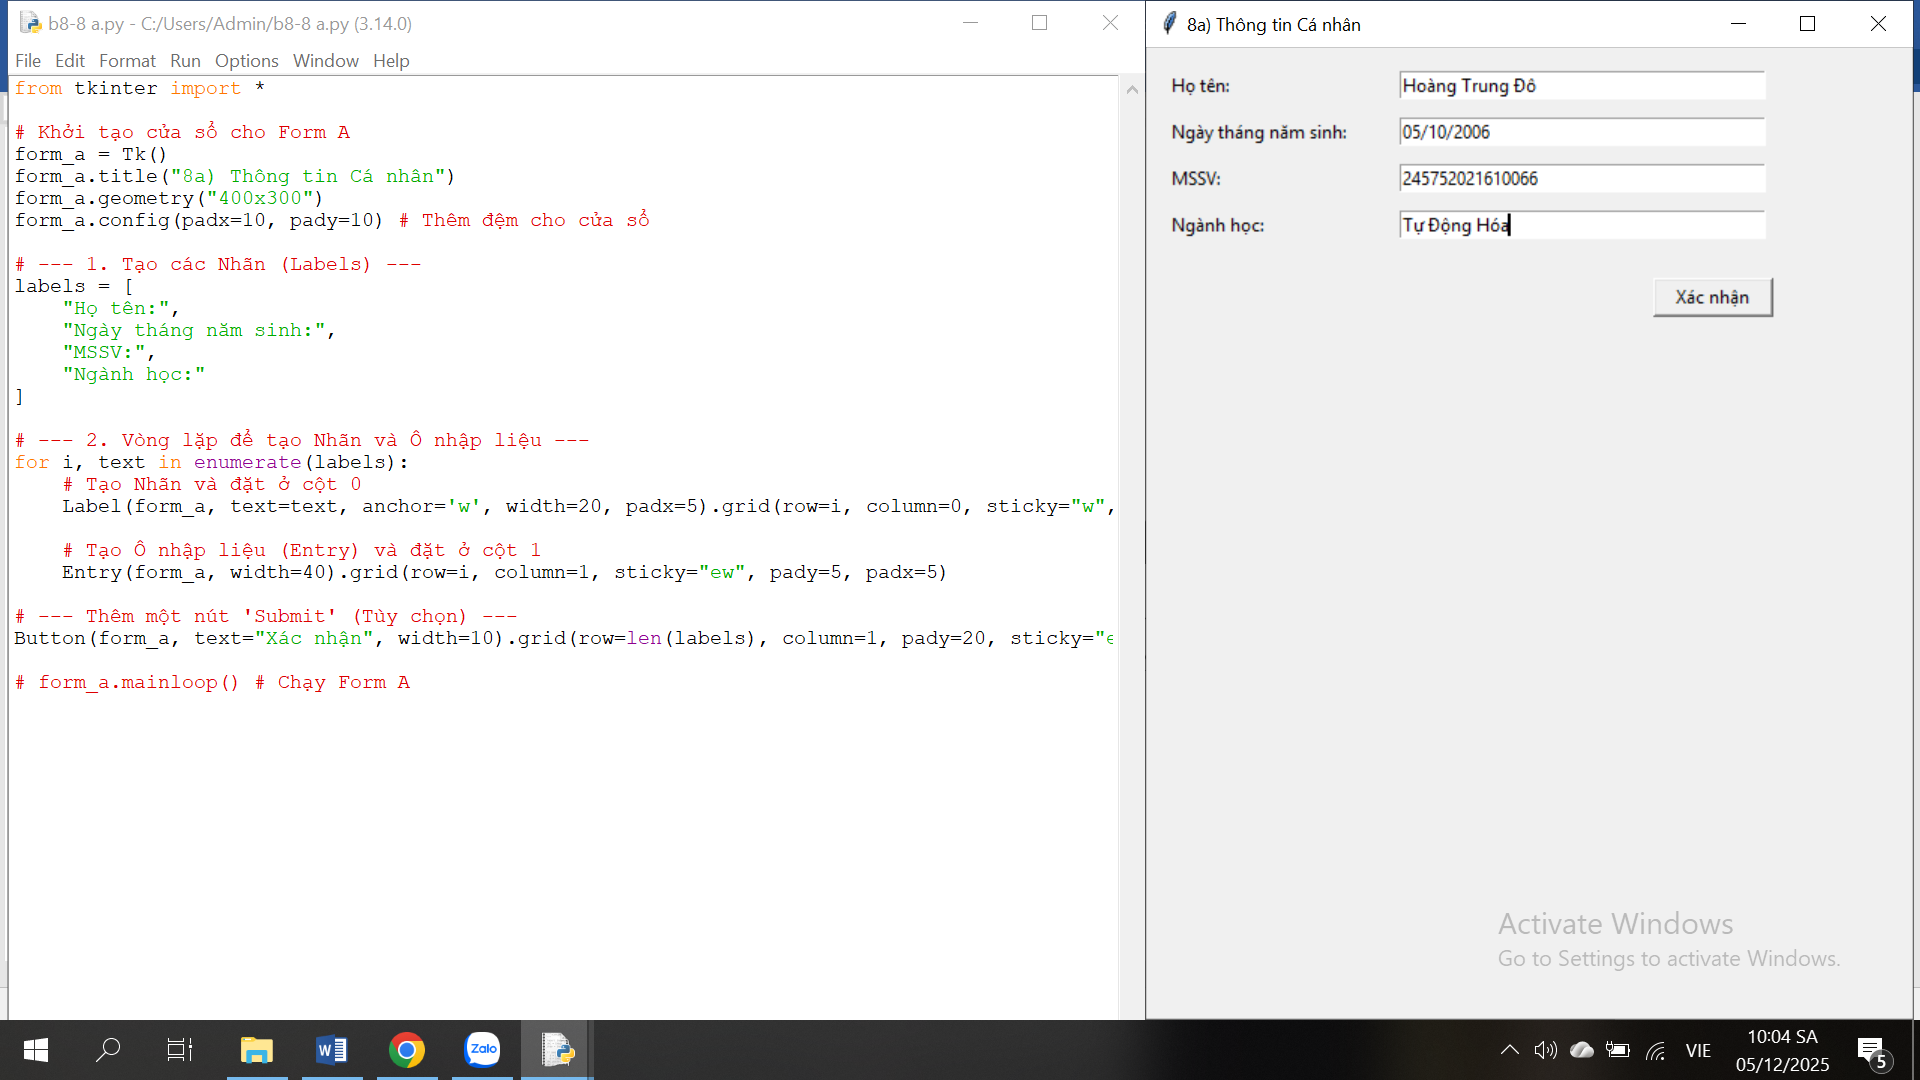 b8-8 a.py - C:/Users/Admin/b8-8 a.py (3.14.0)
File Edit Format Run Options Window Help
from tkinter import *
# Khởi tạo cửa sổ cho Form A
form_a = Tk()
form_a.title("8a) Thông tin Cá nhân")
form_a.geometry("400x300")
form_a.config(padx=10, pady=10) # Thêm đệm cho cửa sổ
# --- 1. Tạo các Nhãn (Labels) ---
labels = [
    "Họ tên:",
    "Ngày tháng năm sinh:",
    "MSSV:",
    "Ngành học:"
]
# --- 2. Vòng lặp để tạo Nhãn và Ô nhập liệu ---
for i, text in enumerate(labels):
    # Tạo Nhãn và đặt ở cột 0
    Label(form_a, text=text, anchor='w', width=20, padx=5).grid(row=i, column=0, sticky="w",
    # Tạo Ô nhập liệu (Entry) và đặt ở cột 1
    Entry(form_a, width=40).grid(row=i, column=1, sticky="ew", pady=5, padx=5)
# --- Thêm một nút 'Submit' (Tùy chọn) ---
Button(form_a, text="Xác nhận", width=10).grid(row=len(labels), column=1, pady=20, sticky="e
# form_a.mainloop() # Chạy Form A
8a) Thông tin Cá nhân
Họ tên: Hoàng Trung Đô
Ngày tháng năm sinh: 05/10/2006
MSSV: 245752021610066
Ngành học: Tự Động Hóa
Xác nhận
Activate Windows
Go to Settings to activate Windows.
Zalo
VIE
10:04 SA
05/12/2025
5